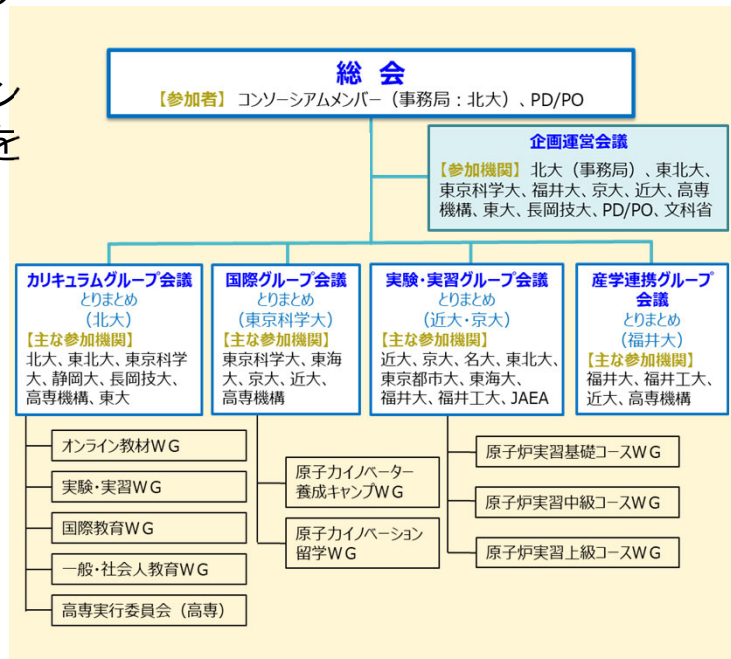 ン
を
総 会
【参加者】 コンソーシアムメンバー（事務局：北大）、PD/PO
企画運営会議
【参加機関】 北大（事務局）、東北大、
東京科学大、福井大、京大、近大、高専
機構、東大、長岡技大、PD/PO、文科省
カリキュラムグループ会議
とりまとめ
（北大）
【主な参加機関】
北大、東北大、東京科学
大、静岡大、長岡技大、
高専機構、東大
国際グループ会議
とりまとめ
（東京科学大）
【主な参加機関】
東京科学大、東海
大、京大、近大、
高専機構
実験・実習グループ会議
とりまとめ
（近大・京大）
【主な参加機関】
近大、京大、名大、東北大、
東京都市大、東海大、
福井大、福井工大、JAEA
産学連携グループ
会議
とりまとめ
（福井大）
【主な参加機関】
福井大、福井工大、
近大、高専機構
オンライン教材WG
実験・実習WG
国際教育WG
一般・社会人教育WG
高専実行委員会（高専）
原子力イノベーター
養成キャンプWG
原子力イノベーション
留学WG
原子炉実習基礎コースWG
原子炉実習中級コースWG
原子炉実習上級コースWG